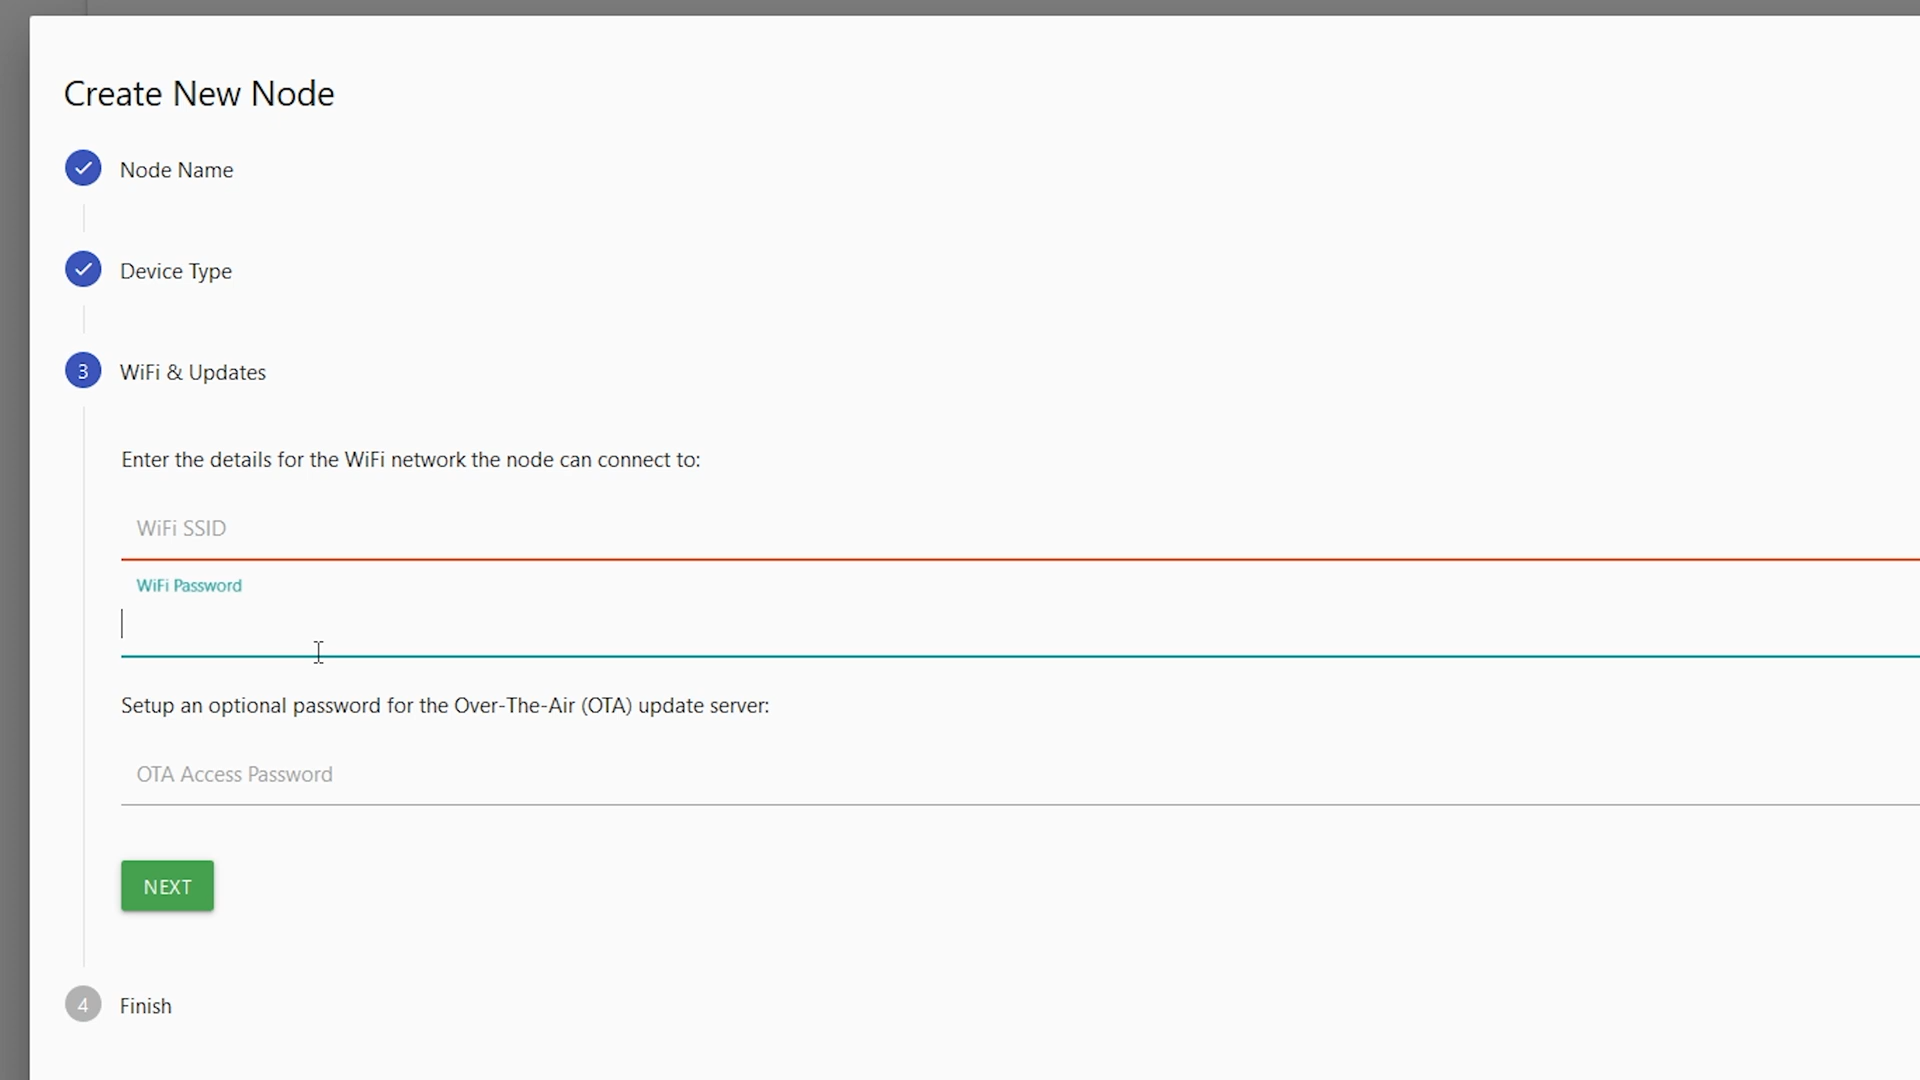 Create New Node
Node Name
Device Type
3 WiFi & Updates
Enter the details for the WiFi network the node can connect to:
WiFi SSID
WiFi Password
Setup an optional password for the Over-The-Air (OTA) update server:
OTA Access Password
NEXT
4 Finish